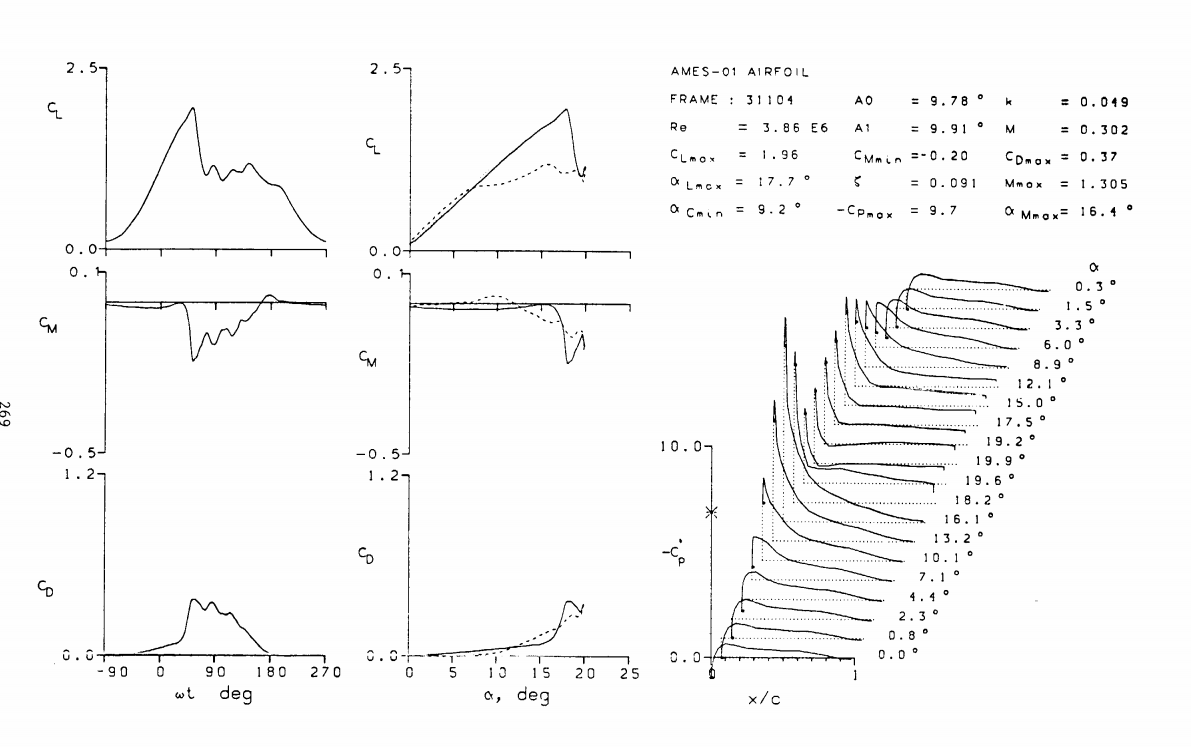 AMES-01 AIRFOIL
FRAME : 31104 A0 = 9.78 ° k = 0.049
Re = 3.86 E6 A1 = 9.91 ° M = 0.302
CLmax = 1.96 CMmin =-0.20 CDmax = 0.37
α Lmax = 17.7 ° ζ = 0.091 Mmax = 1.305
α Cmin = 9.2 ° -CPmax = 9.7 α Mmax= 16.4 °
2.5
CL
0.0
0.1
CM
-0.5
1.2
CD
0.0
-90 0 90 180 270
ωt deg
2.5
CL
0.0
0.1
CM
-0.5
1.2
CD
0.0
0 5 10 15 20 25
α, deg
α
0.3 °
1.5 °
3.3 °
6.0 °
8.9 °
12.1 °
15.0 °
17.5 °
19.2 °
19.9 °
19.6 °
18.2 °
16.1 °
13.2 °
10.1 °
7.1 °
4.4 °
2.3 °
0.8 °
0.0 °
10.0
-Cp
0.0
0 1
x/c
269